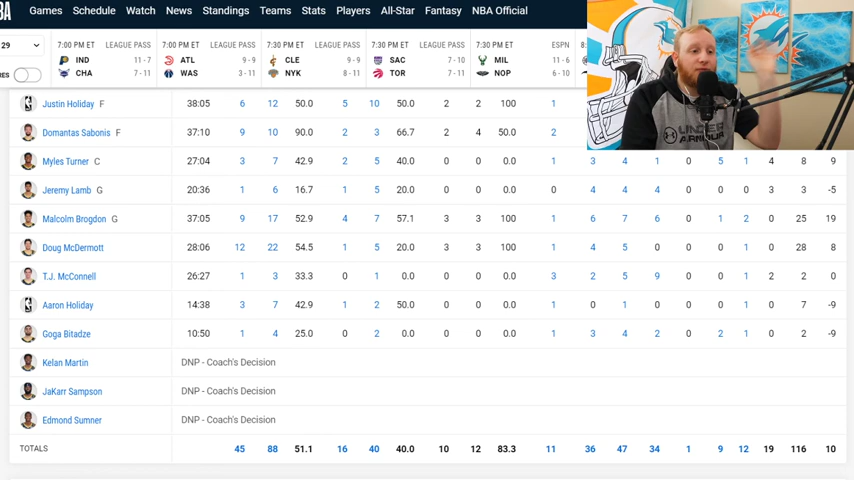 BA Games Schedule Watch News Standings Teams Stats Players All-Star Fantasy NBA Official
29 7:00 PM ET LEAGUE PASS 7:00 PM ET LEAGUE PASS 7:30 PM ET LEAGUE PASS 7:30 PM ET LEAGUE PASS 7:30 PM ET ESPN 8:
IND 11 - 7 ATL 9 - 9 CLE 9 - 9 SAC 7 - 10 MIL 11 - 6
RES CHA 7 - 11 WAS 3 - 11 NYK 8 - 11 TOR 7 - 11 NOP 6 - 10
Justin Holiday F 38:05 6 12 50.0 5 10 50.0 2 2 100 1
Domantas Sabonis F 37:10 9 10 90.0 2 3 66.7 2 4 50.0 2
Myles Turner C 27:04 3 7 42.9 2 5 40.0 0 0 0.0 1 3 4 1 0 5 1 4 8 9
Jeremy Lamb G 20:36 1 6 16.7 1 5 20.0 0 0 0.0 0 4 4 4 0 0 0 3 3 -5
Malcolm Brogdon G 37:05 9 17 52.9 4 7 57.1 3 3 100 1 6 7 6 0 1 2 0 25 19
Doug McDermott 28:06 12 22 54.5 1 5 20.0 3 3 100 1 4 5 0 0 0 1 0 28 8
T.J. McConnell 26:27 1 3 33.3 0 1 0.0 0 0 0.0 3 2 5 9 0 0 1 2 2 0
Aaron Holiday 14:38 3 7 42.9 1 2 50.0 0 0 0.0 1 0 1 0 0 0 1 0 7 -9
Goga Bitadze 10:50 1 4 25.0 0 2 0.0 0 0 0.0 1 3 4 2 0 2 1 0 2 -9
Kelan Martin DNP - Coach's Decision
JaKarr Sampson DNP - Coach's Decision
Edmond Sumner DNP - Coach's Decision
TOTALS 45 88 51.1 16 40 40.0 10 12 83.3 11 36 47 34 1 9 12 19 116 10
UNDER ARMOUR